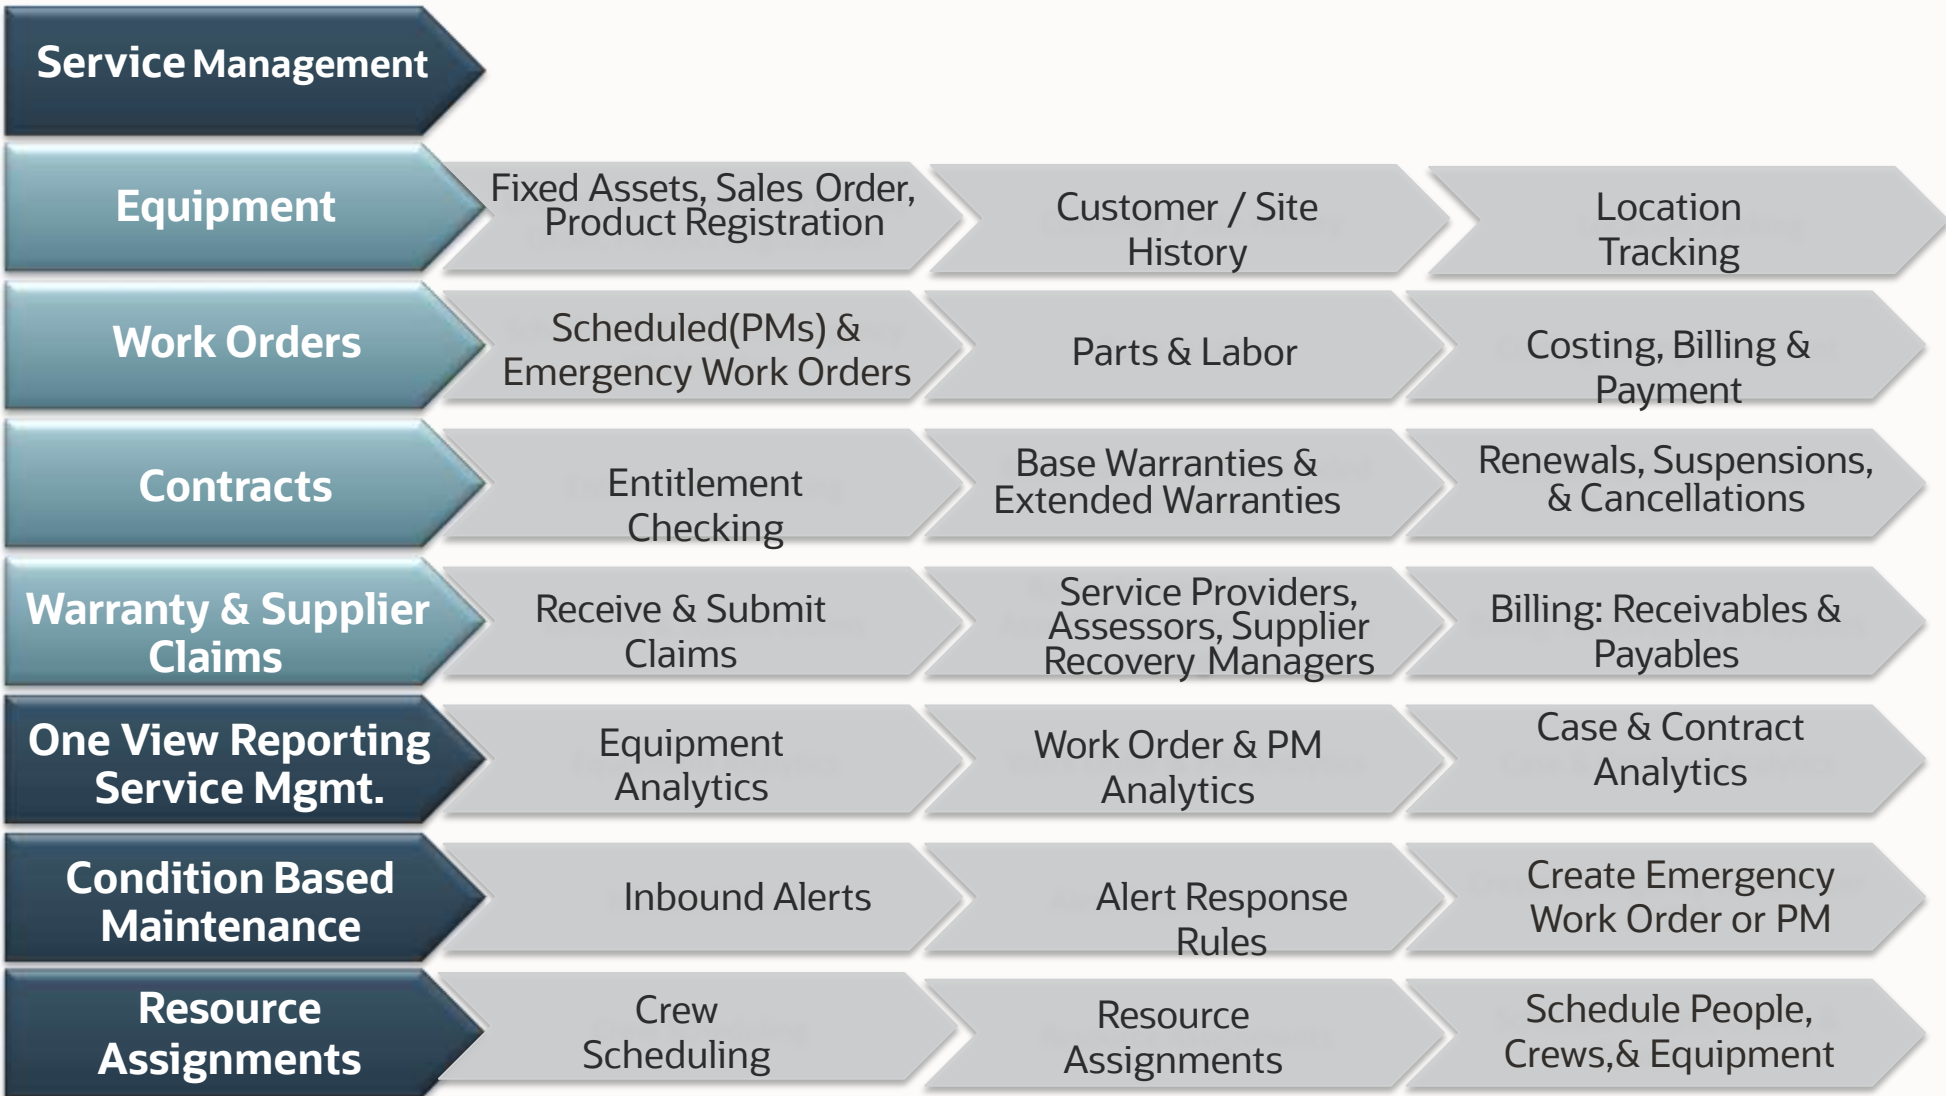 Service Management
Equipment
Fixed Assets, Sales Order,
Product Registration
Customer / Site
History
Location
Tracking
Work Orders
Scheduled(PMs) &
Emergency Work Orders
Parts & Labor
Costing, Billing &
Payment
Contracts
Entitlement
Checking
Base Warranties &
Extended Warranties
Renewals, Suspensions,
& Cancellations
Warranty & Supplier
Claims
Receive & Submit
Claims
Service Providers,
Assessors, Supplier
Recovery Managers
Billing: Receivables &
Payables
One View Reporting
Service Mgmt.
Equipment
Analytics
Work Order & PM
Analytics
Case & Contract
Analytics
Condition Based
Maintenance
Inbound Alerts
Alert Response
Rules
Create Emergency
Work Order or PM
Resource
Assignments
Crew
Scheduling
Resource
Assignments
Schedule People,
Crews,& Equipment